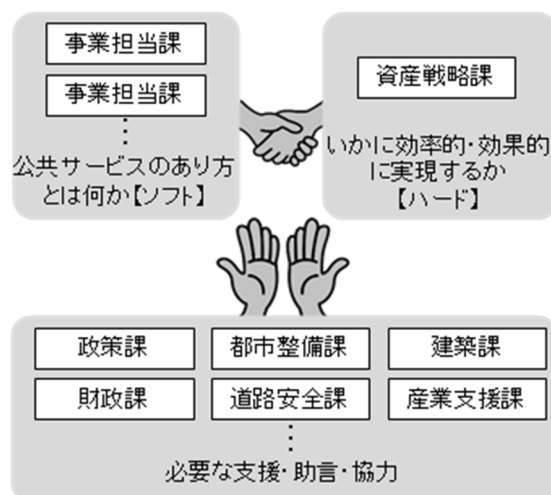 事業担当課
事業担当課
公共サービスのあり方
とは何か【ソフト】
資産戦略課
いかに効率的・効果的
に実現するか
【ハード】
政策課
都市整備課
建築課
財政課
道路安全課
産業支援課
必要な支援・助言・協力